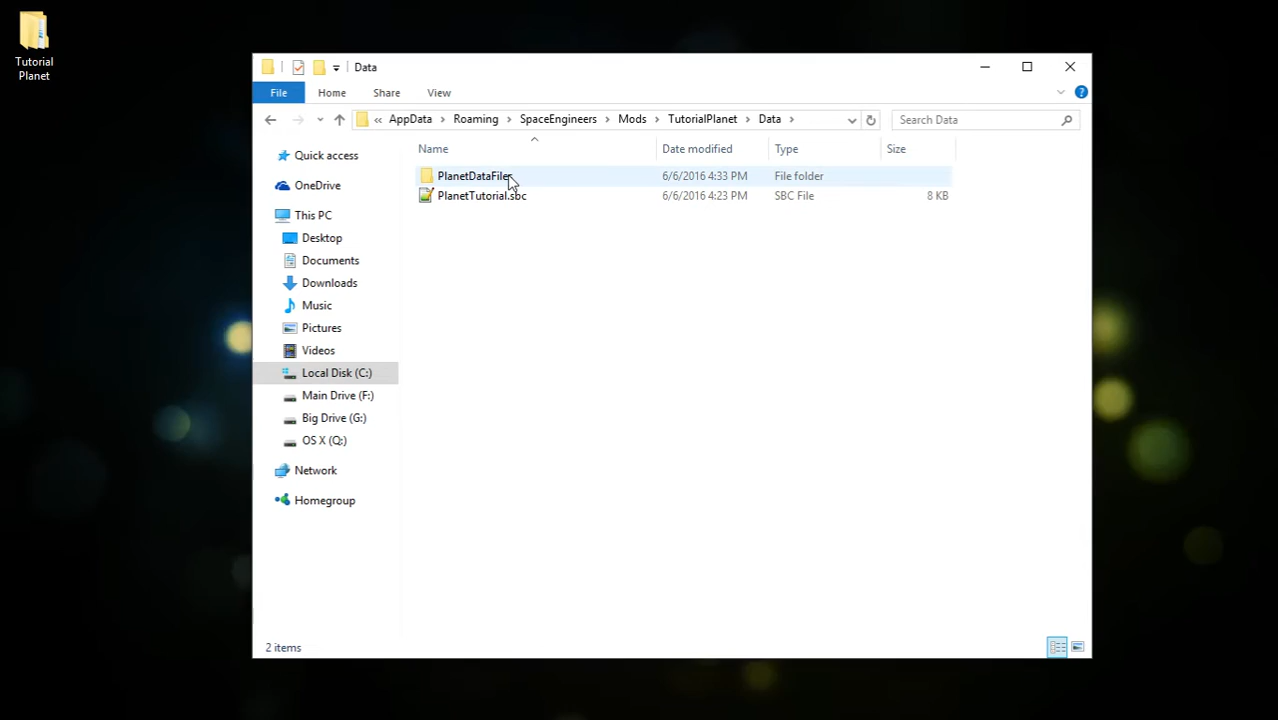 Tutorial
Planet
Data
File Home Share View
« AppData Roaming SpaceEngineers Mods TutorialPlanet Data
Search Data
Name Date modified Type Size
PlanetDataFiles 6/6/2016 4:33 PM File folder
PlanetTutorial.sbc 6/6/2016 4:23 PM SBC File 8 KB
Quick access
OneDrive
This PC
Desktop
Documents
Downloads
Music
Pictures
Videos
Local Disk (C:)
Main Drive (F:)
Big Drive (G:)
OS X (Q:)
Network
Homegroup
2 items